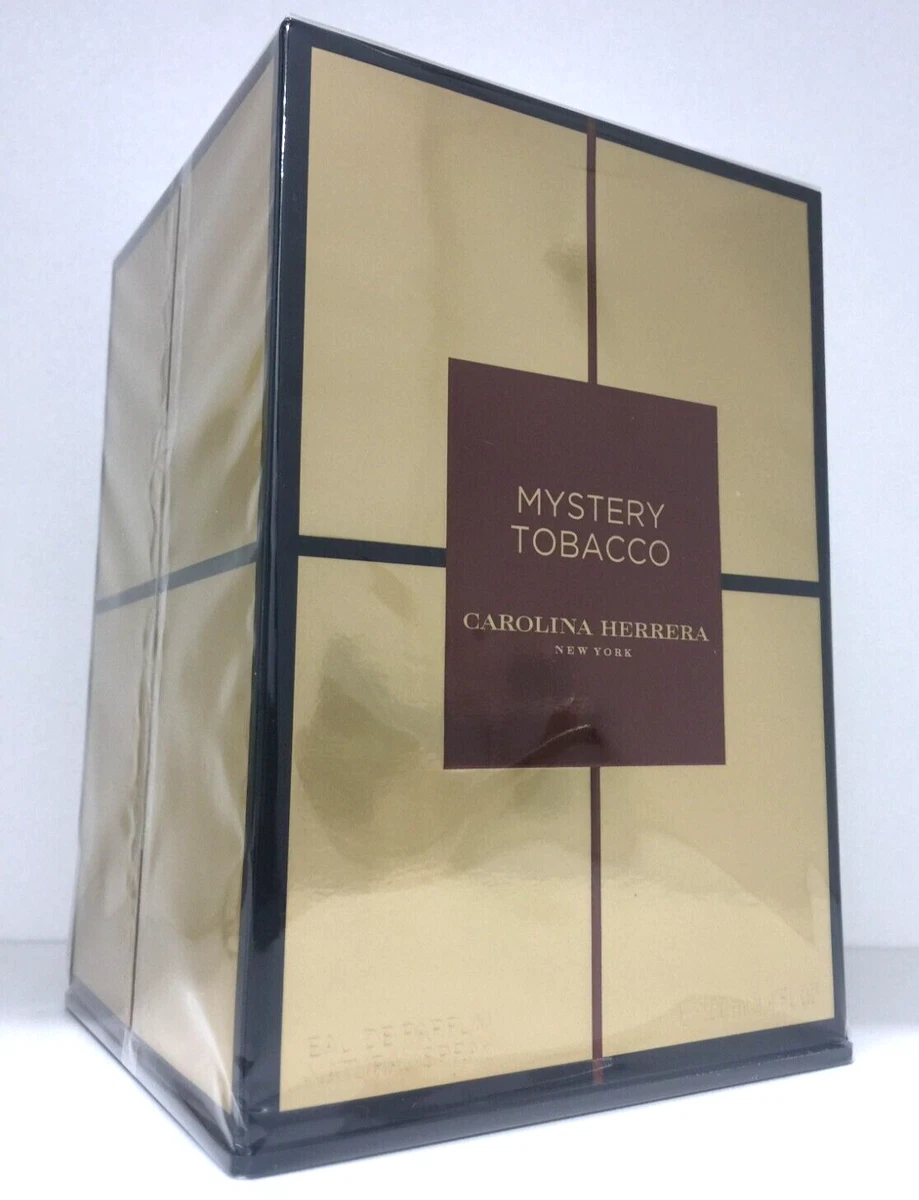 MYSTERY
TOBACCO
CAROLINA HERRERA
NEW YORK
EAU DE PARFUM